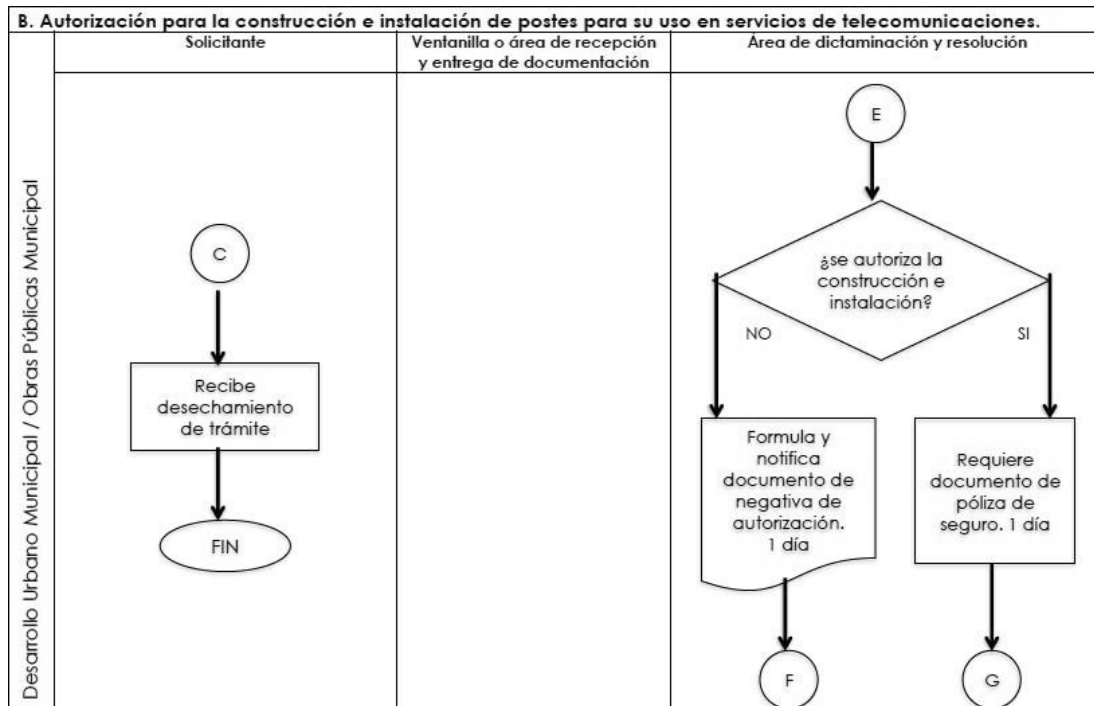 B. Autorización para la construcción e instalación de postes para su uso en servicios de telecomunicaciones.
Solicitante
Ventanilla o área de recepción
y entrega de documentación
Área de dictaminación y resolución
Desarrollo Urbano Municipal / Obras Públicas Municipal
C
Recibe
desechamiento
de trámite
FIN
E
¿se autoriza la
construcción e
instalación?
NO
SI
Formula y
notifica
documento de
negativa de
autorización.
1 día
Requiere
documento de
póliza de
seguro. 1 día
F
G